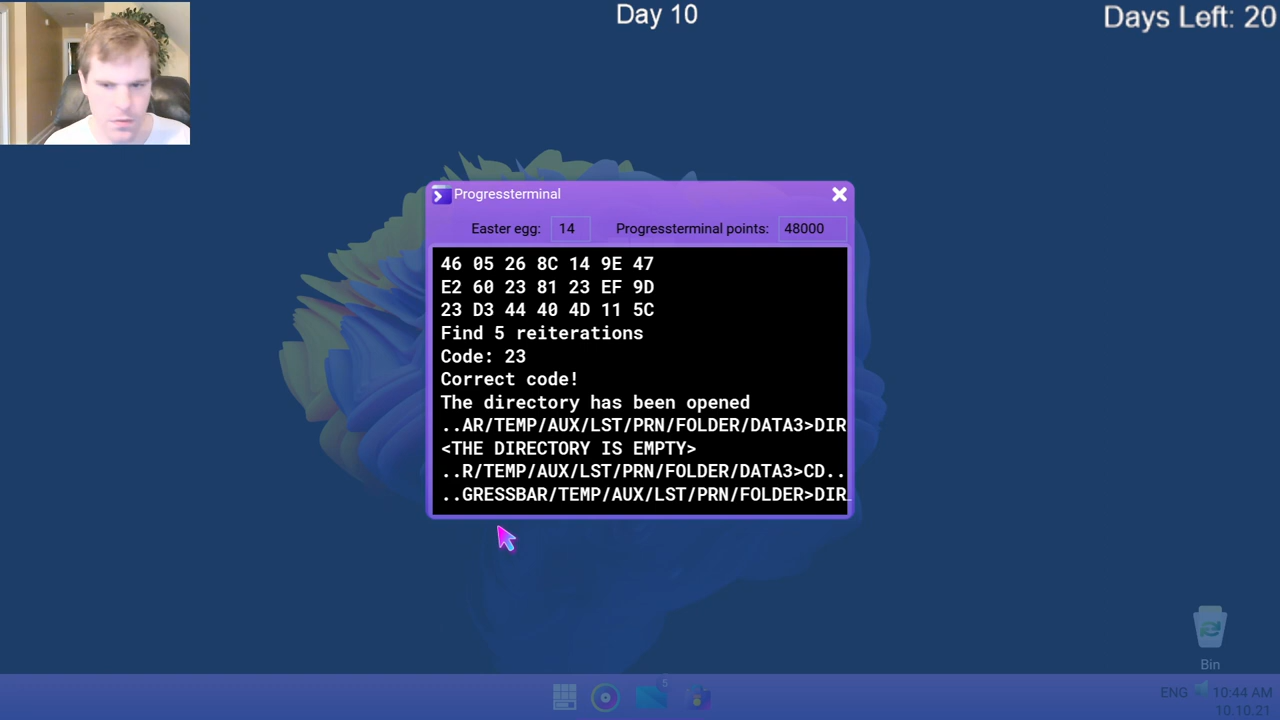 Day 10
Days Left: 20
Progressterminal
Easter egg: 14 Progressterminal points: 48000
46 05 26 8C 14 9E 47
E2 60 23 81 23 EF 9D
23 D3 44 40 4D 11 5C
Find 5 reiterations
Code: 23
Correct code!
The directory has been opened
..AR/TEMP/AUX/LST/PRN/FOLDER/DATA3>DIR
<THE DIRECTORY IS EMPTY>
..R/TEMP/AUX/LST/PRN/FOLDER/DATA3>CD..
..GRESSBAR/TEMP/AUX/LST/PRN/FOLDER>DIR_
Bin
5
ENG 10:44 AM
10.10.21